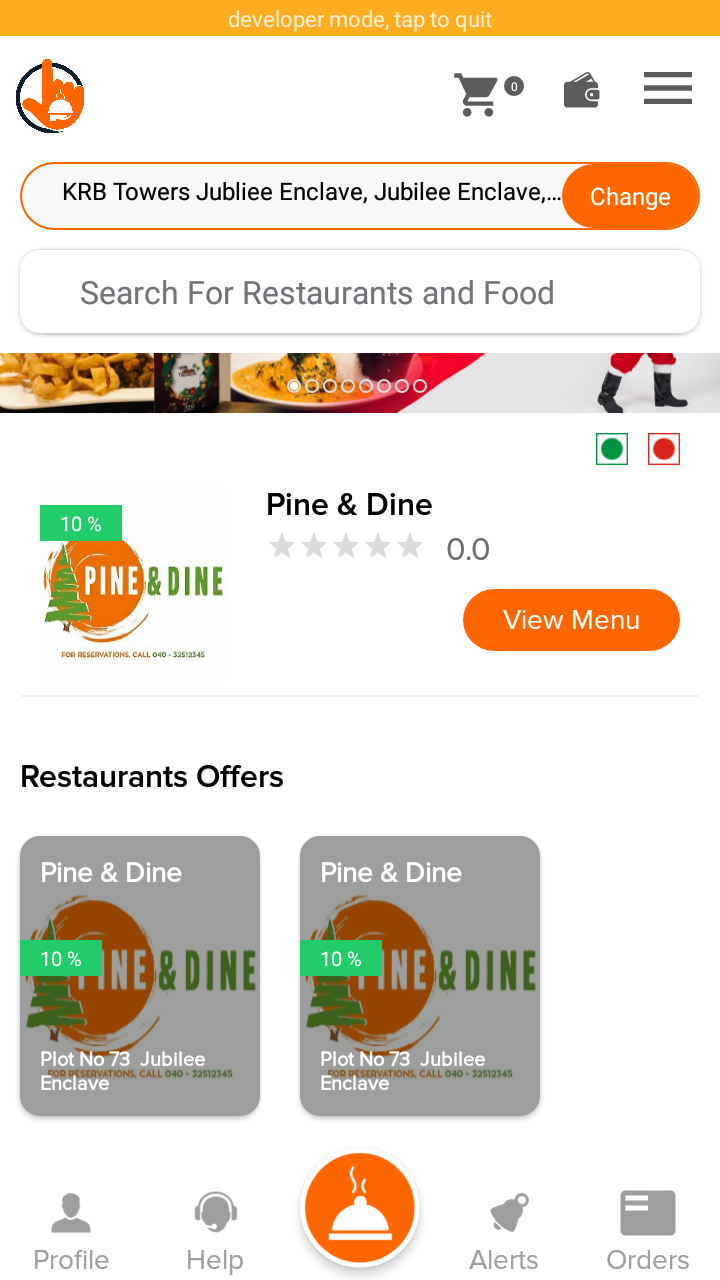 developer mode, tap to quit
0
KRB Towers Jubliee Enclave, Jubilee Enclave,...
Change
Search For Restaurants and Food
Pine & Dine
10 %
0.0
PINE & DINE
View Menu
FOR RESERVATIONS, CALL 040 - 32512345
Restaurants Offers
Pine & Dine
10 %
PINE & DINE
Plot No 73 Jubilee
FOR RESERVATIONS, CALL 040 - 32512345
Enclave
Pine & Dine
10 %
PINE & DINE
Plot No 73 Jubilee
FOR RESERVATIONS, CALL 040 - 32512345
Enclave
Profile
Help
Alerts
Orders